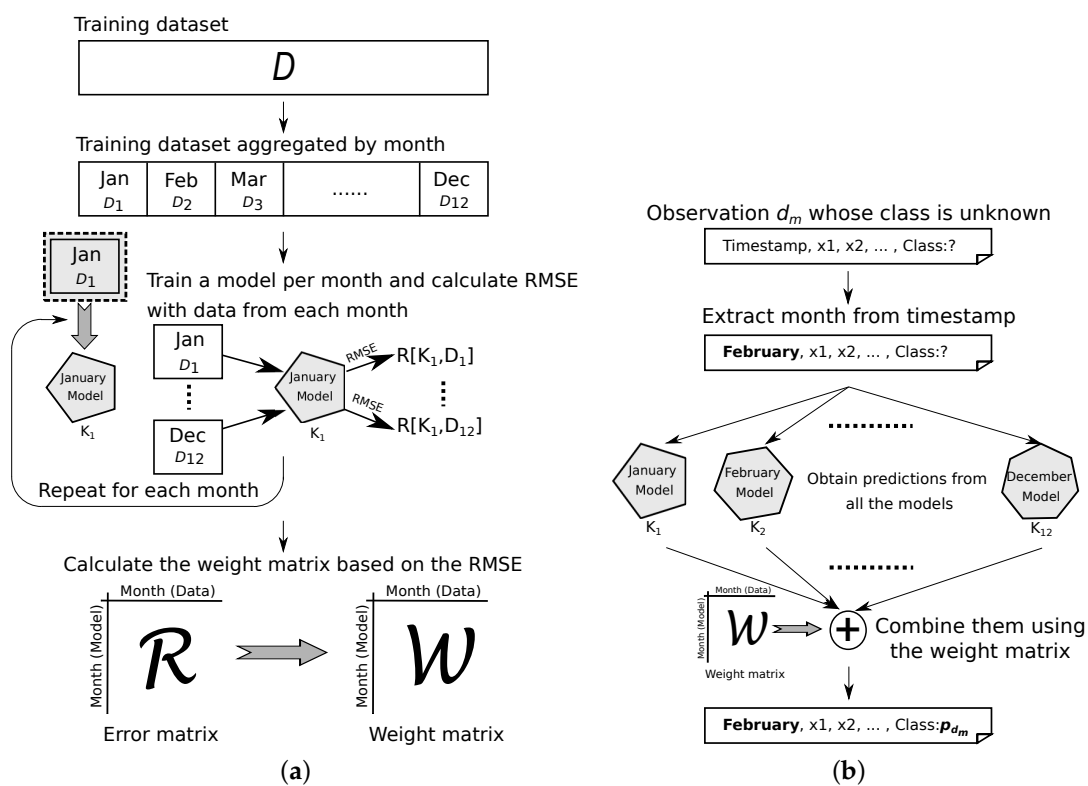 Training dataset
D
Training dataset aggregated by month
Jan
D1
Feb
D2
Mar
D3
......
Dec
D12
Jan
D1
Train a model per month and calculate RMSE
with data from each month
January
Model
K1
Jan
D1
Dec
D12
January
Model
K1
RMSE
R[K1,D1]
RMSE
R[K1,D12]
Repeat for each month
Calculate the weight matrix based on the RMSE
Month (Data)
Month (Model)
R
Error matrix
Month (Data)
Month (Model)
W
Weight matrix
(a)
Observation dm whose class is unknown
Timestamp, x1, x2, ... , Class:?
Extract month from timestamp
February, x1, x2, ... , Class:?
January
Model
K1
February
Model
K2
Obtain predictions from
all the models
December
Model
K12
Month (Data)
Month (Model)
W
Weight matrix
+
Combine them using
the weight matrix
February, x1, x2, ... , Class:pdm
(b)